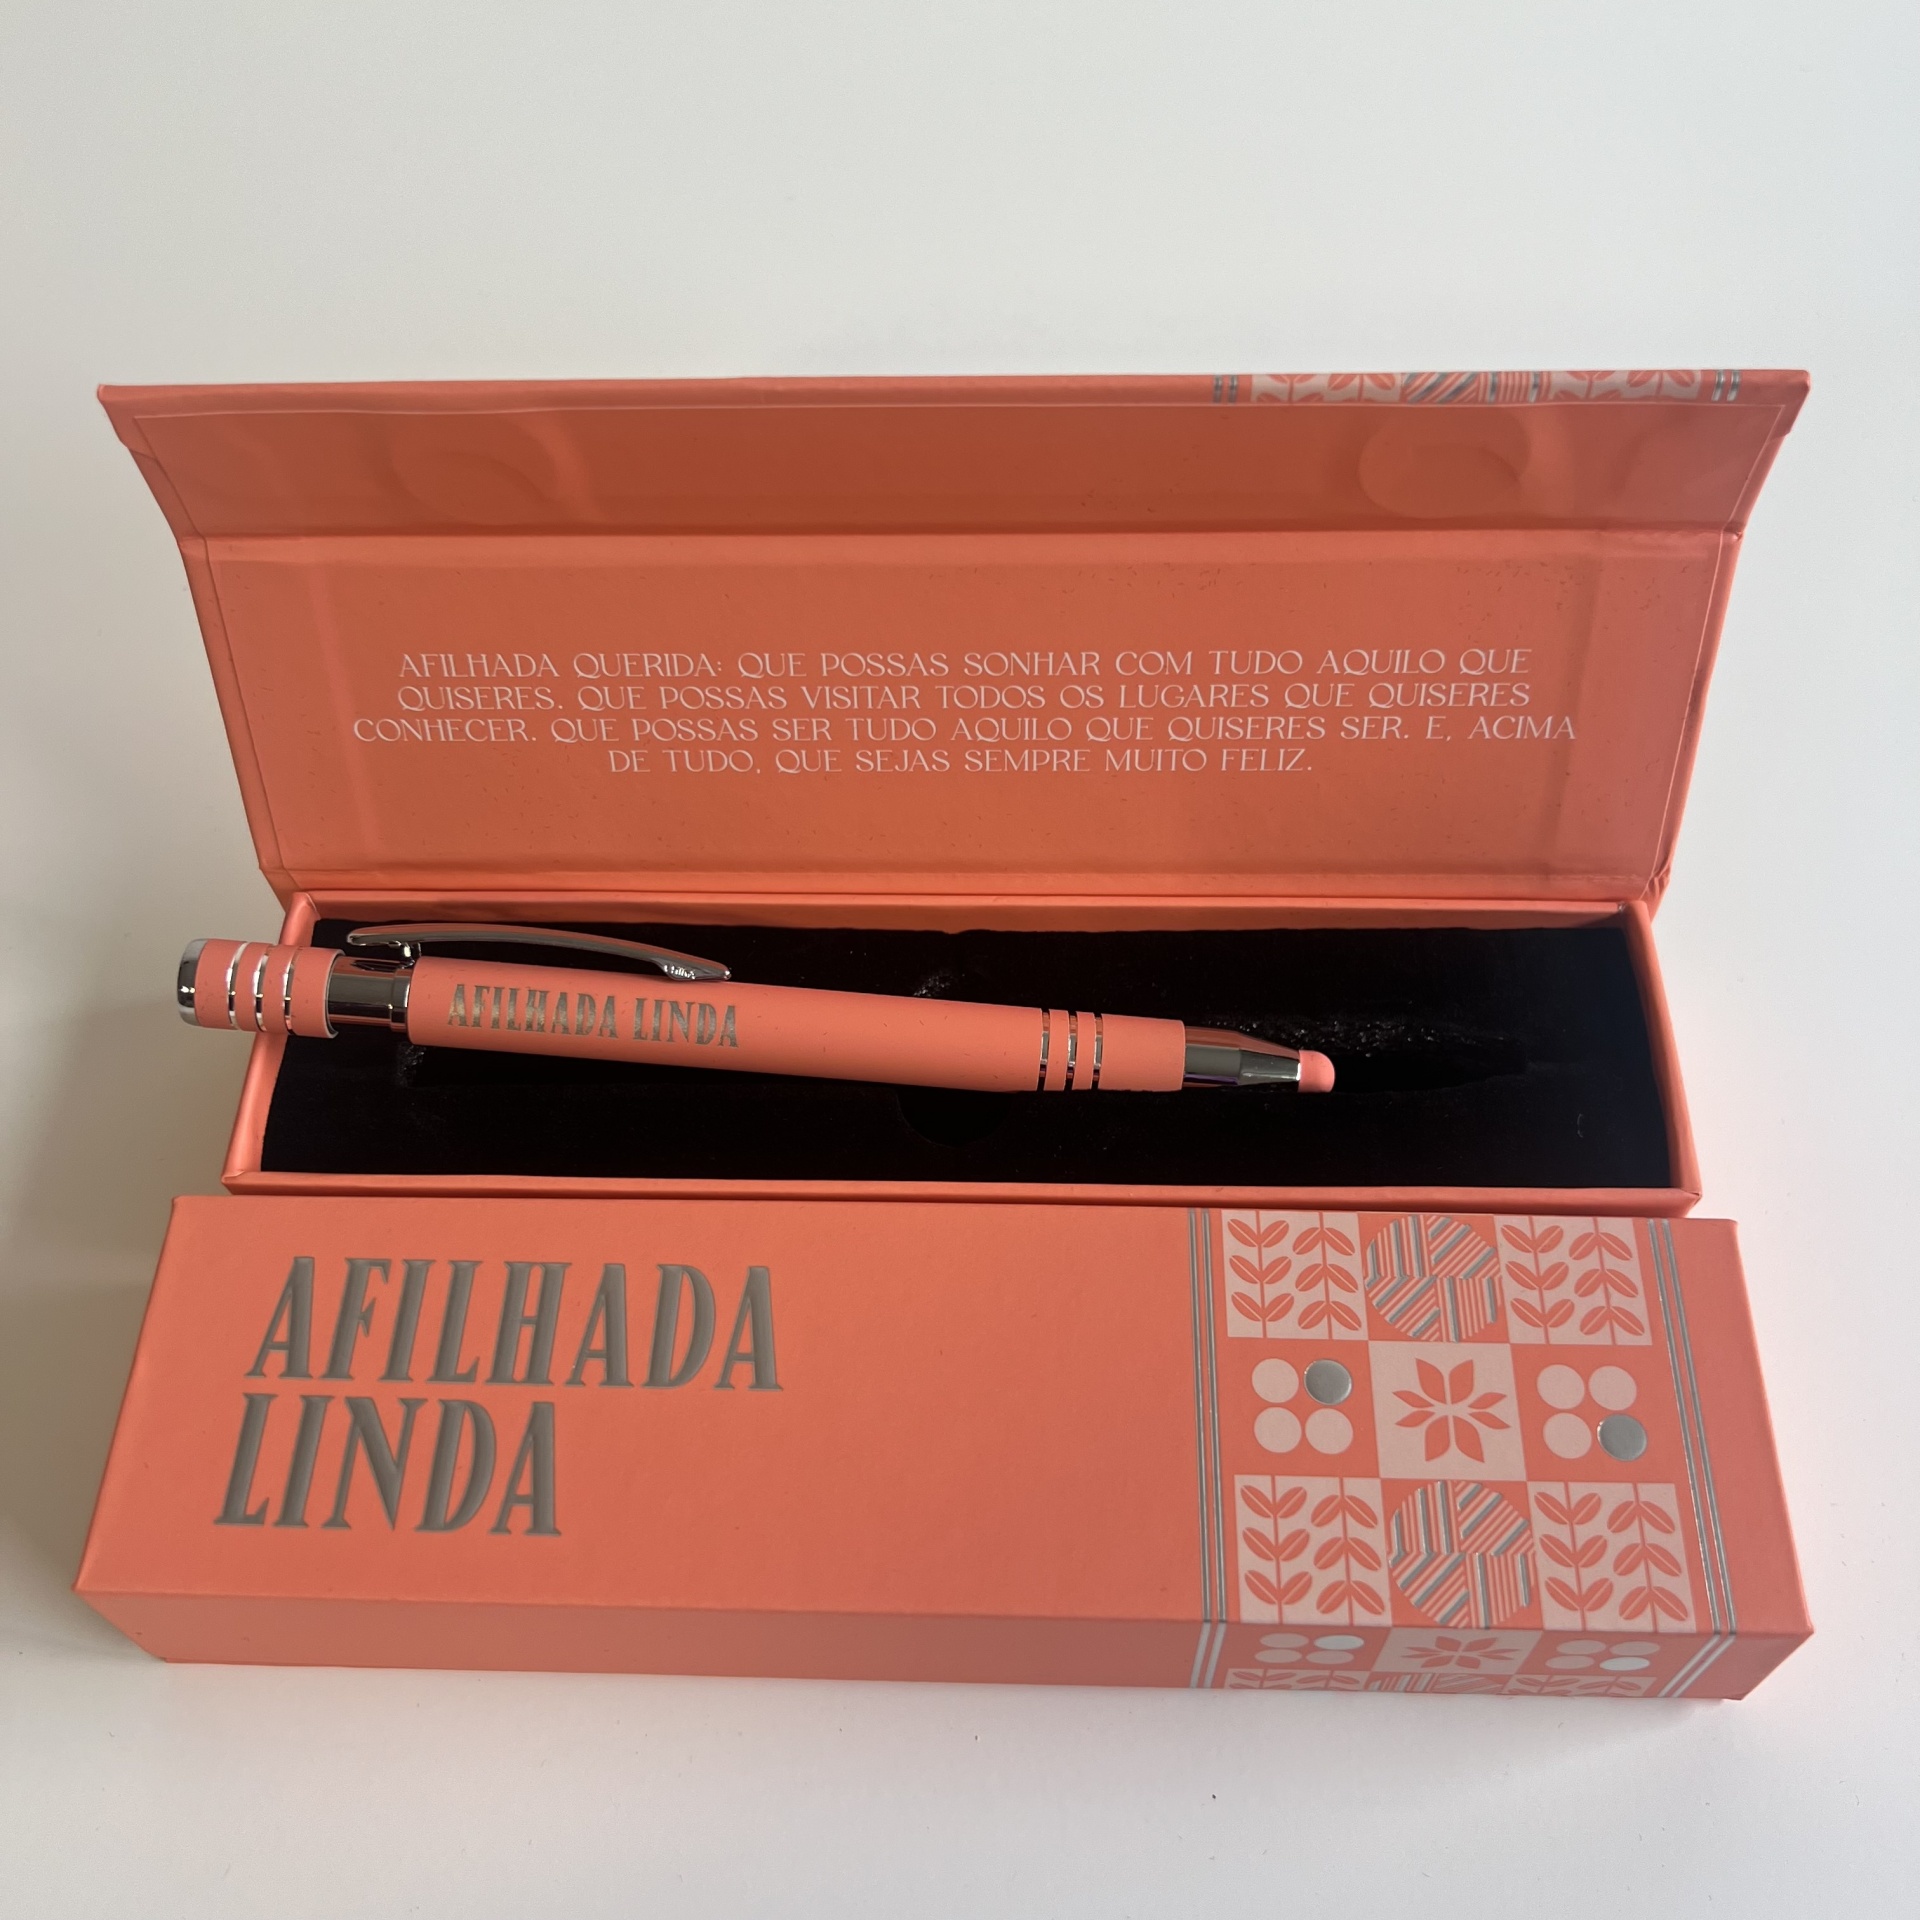 AFILHADA QUERIDA: QUE POSSAS SONHAR COM TUDO AQUILO QUE
QUISERES. QUE POSSAS VISITAR TODOS OS LUGARES QUE QUISERES
CONHECER. QUE POSSAS SER TUDO AQUILO QUE QUISERES SER. E, ACIMA
DE TUDO, QUE SEJAS SEMPRE MUITO FELIZ.
AFILHADA LINDA
AFILHADA
LINDA